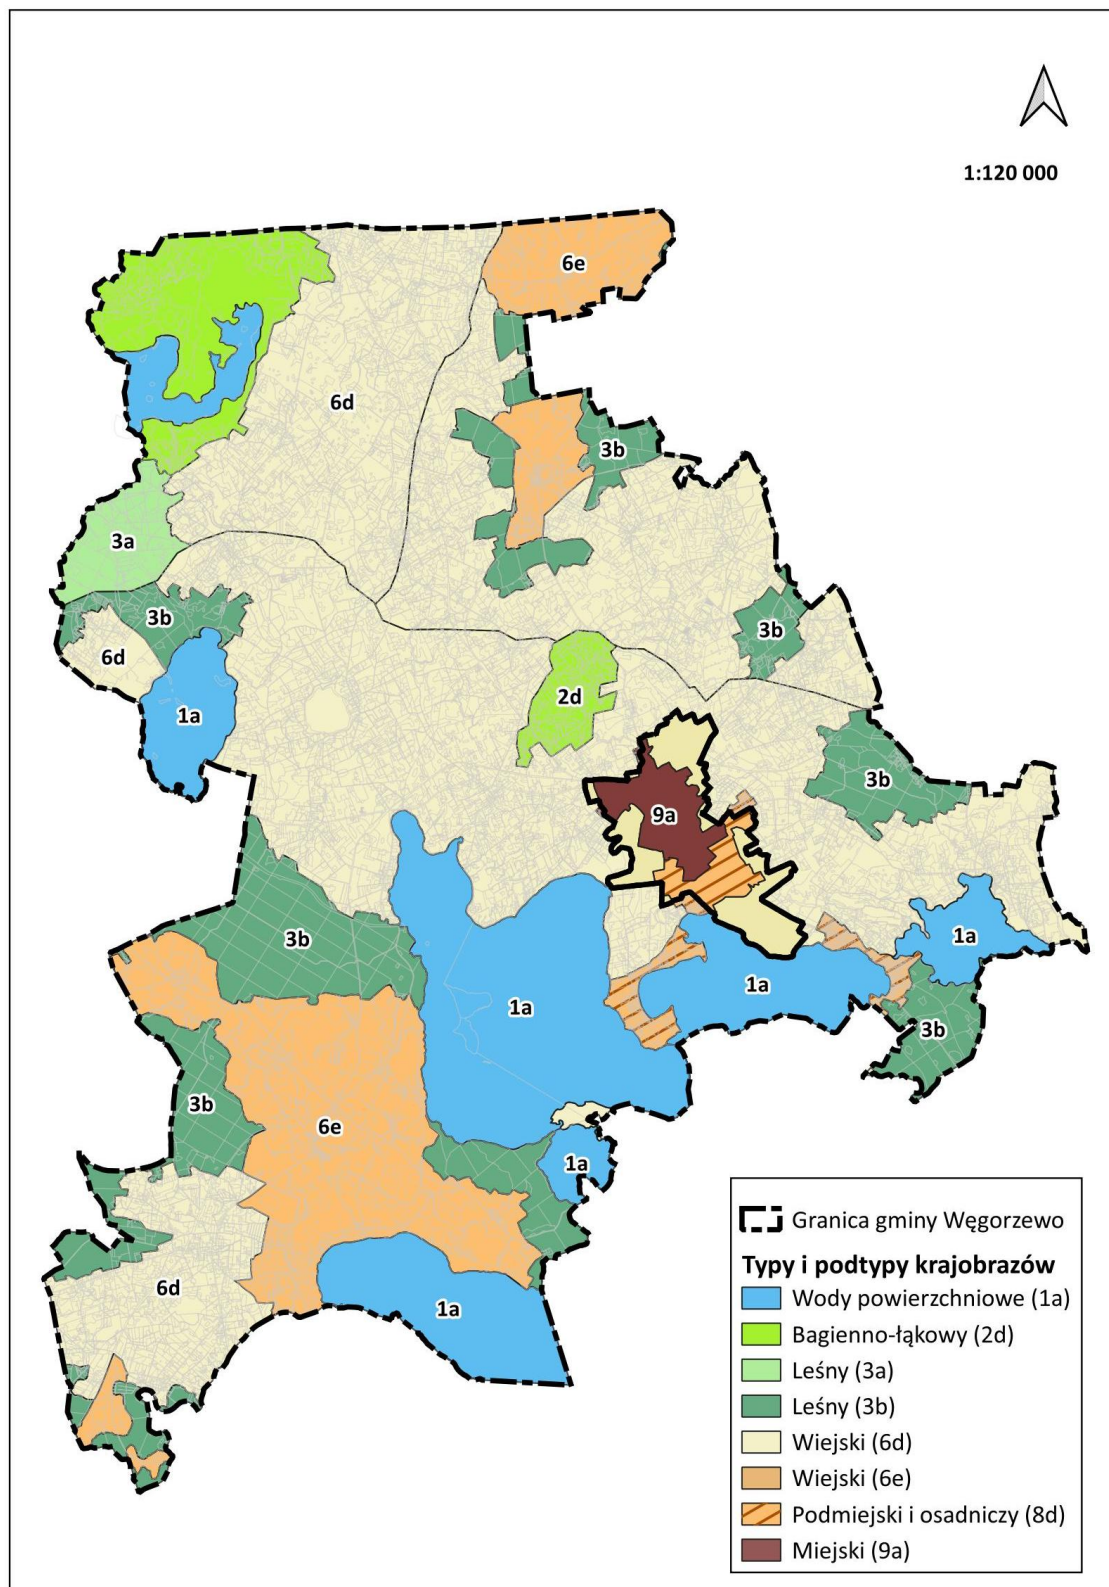 1:120 000
6e
6d
3b
3a
3b
3b
6d
2d
1a
3b
9a
3b
1a
1a
1a
3b
3b
6e
1a
6d
1a
Granica gminy Węgorzewo
Typy i podtypy krajobrazów
Wody powierzchniowe (1a)
Bagienno-łąkowy (2d)
Leśny (3a)
Leśny (3b)
Wiejski (6d)
Wiejski (6e)
Podmiejski i osadniczy (8d)
Miejski (9a)